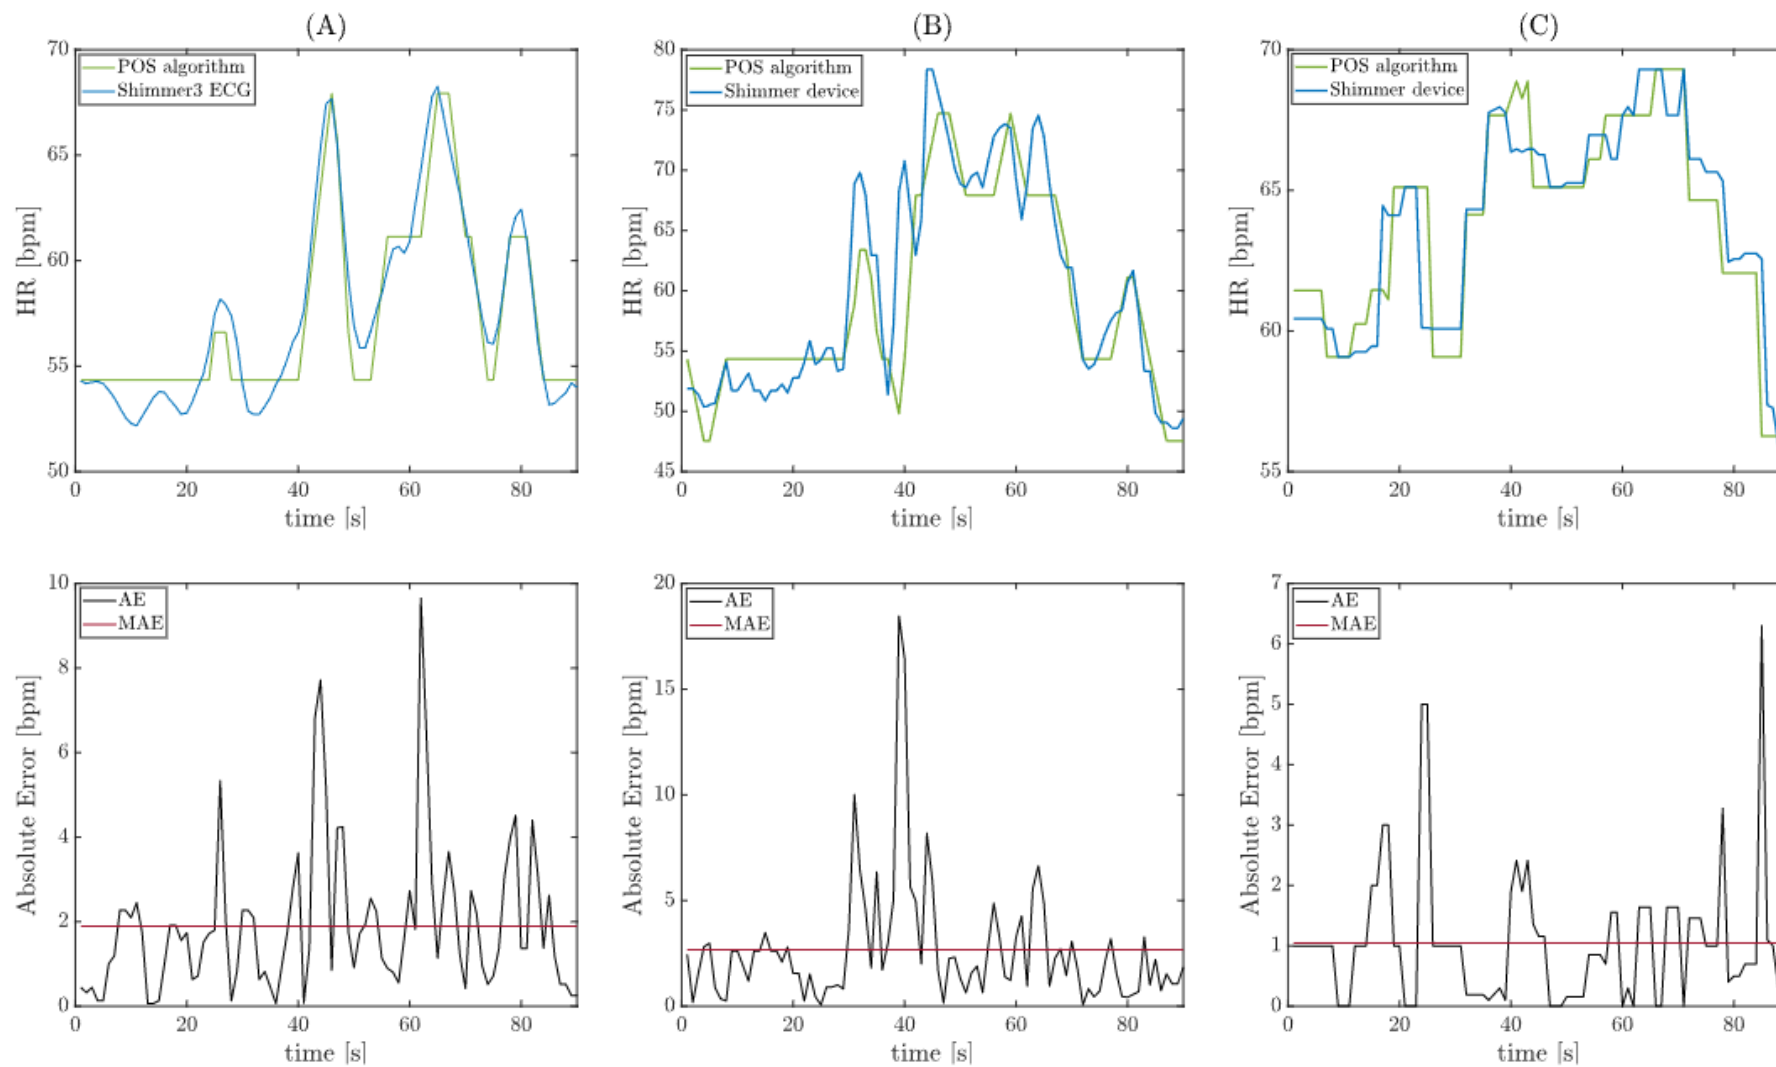 (A)
70
65
60
55
50
HR [bpm]
POS algorithm
Shimmer3 ECG
0 20 40 60 80
time [s]
(B)
80
75
70
65
60
55
50
45
HR [bpm]
POS algorithm
Shimmer device
0 20 40 60 80
time [s]
(C)
70
65
60
55
HR [bpm]
POS algorithm
Shimmer device
0 20 40 60 80
time [s]
10
8
6
4
2
0
Absolute Error [bpm]
AE
MAE
0 20 40 60 80
time [s]
20
15
10
5
0
Absolute Error [bpm]
AE
MAE
0 20 40 60 80
time [s]
7
6
5
4
3
2
1
0
Absolute Error [bpm]
AE
MAE
0 20 40 60 80
time [s]